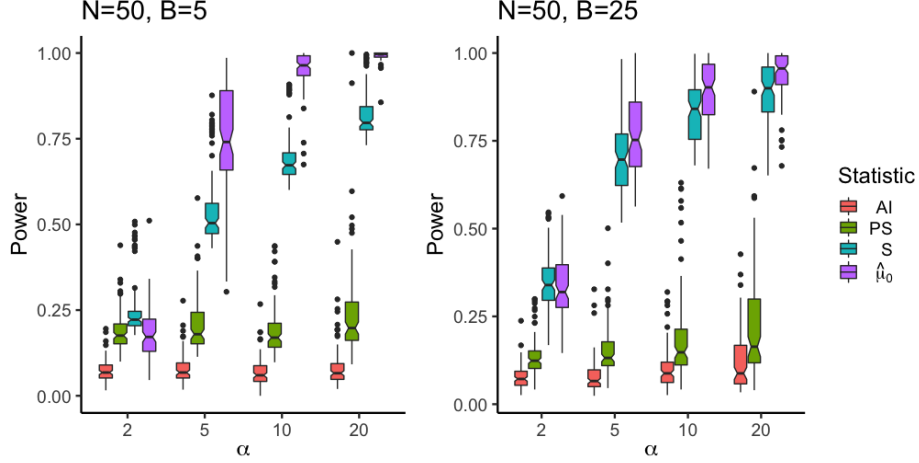 N=50, B=5
Power
1.00
0.75
0.50
0.25
0.00
2 5 10 20
α
N=50, B=25
Power
1.00
0.75
0.50
0.25
0.00
2 5 10 20
α
Statistic
AI
PS
S
μ̂₀